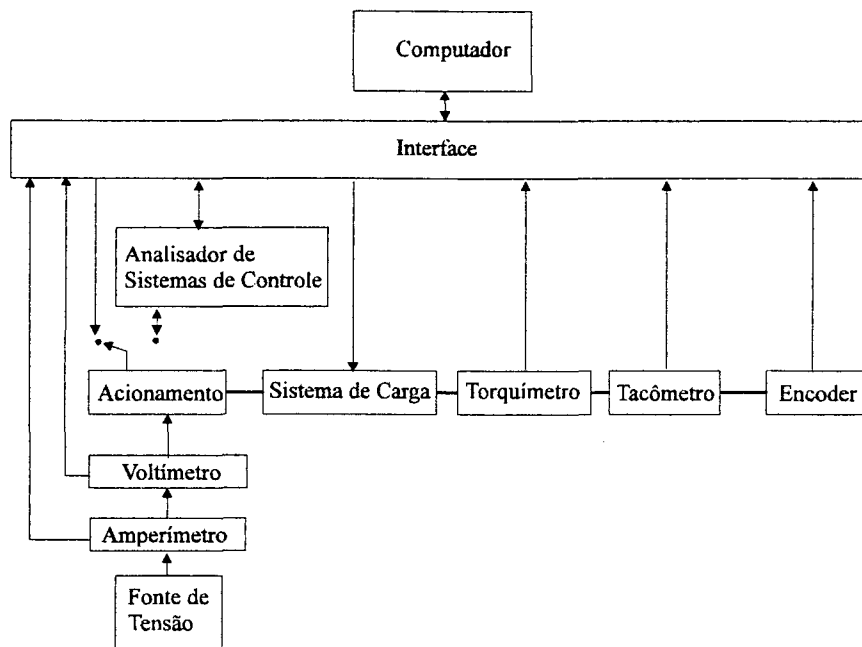 Computador
Interface
Analisador de
Sistemas de Controle
Acionamento
Sistema de Carga
Torquímetro
Tacômetro
Encoder
Voltímetro
Amperímetro
Fonte de
Tensão